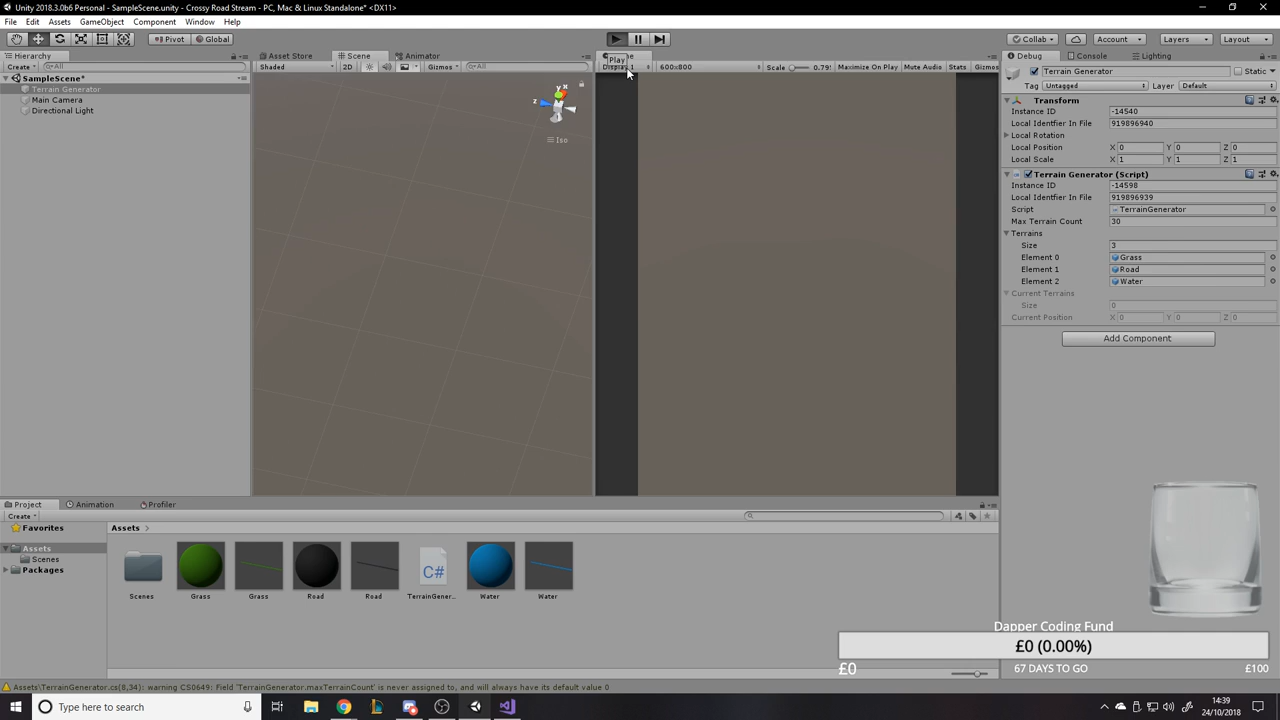 Unity 2018.3.0b6 Personal - SampleScene.unity - Crossy Road Stream - PC, Mac & Linux Standalone* <DX11>
File Edit Assets GameObject Component Window Help
Pivot Global Collab Account Layers Layout
Hierarchy Asset Store Scene Animator Debug Console Lighting
Create All Shaded 2D Gizmos All Play 600x800 Scale Maximize On Play Mute Audio Stats Gizmos
SampleScene*
Terrain Generator
Main Camera
Directional Light
y x
z
Iso
Terrain Generator Static
Tag Untagged Layer Default
Transform
Instance ID -14540
Local Identfier In File 919896940
Local Rotation
Local Position X 0 Y 0 Z 0
Local Scale X 1 Y 1 Z 1
Terrain Generator (Script)
Instance ID -14598
Local Identfier In File 919896939
Script TerrainGenerator
Max Terrain Count 30
Terrains
Size 3
Element 0 Grass
Element 1 Road
Element 2 Water
Current Terrains
Size 0
Current Position X 0 Y 0 Z 0
Add Component
Project Animation Profiler
Create
Favorites
Assets
Scenes
Packages
Assets
C#
Scenes Grass Grass Road Road TerrainGener... Water Water
Dapper Coding Fund
£0 (0.00%)
£0 67 DAYS TO GO £100
Assets\TerrainGenerator.cs(8,34): warning CS0649: Field 'TerrainGenerator.maxTerrainCount' is never assigned to, and will always have its default value 0
Type here to search
14:39
24/10/2018